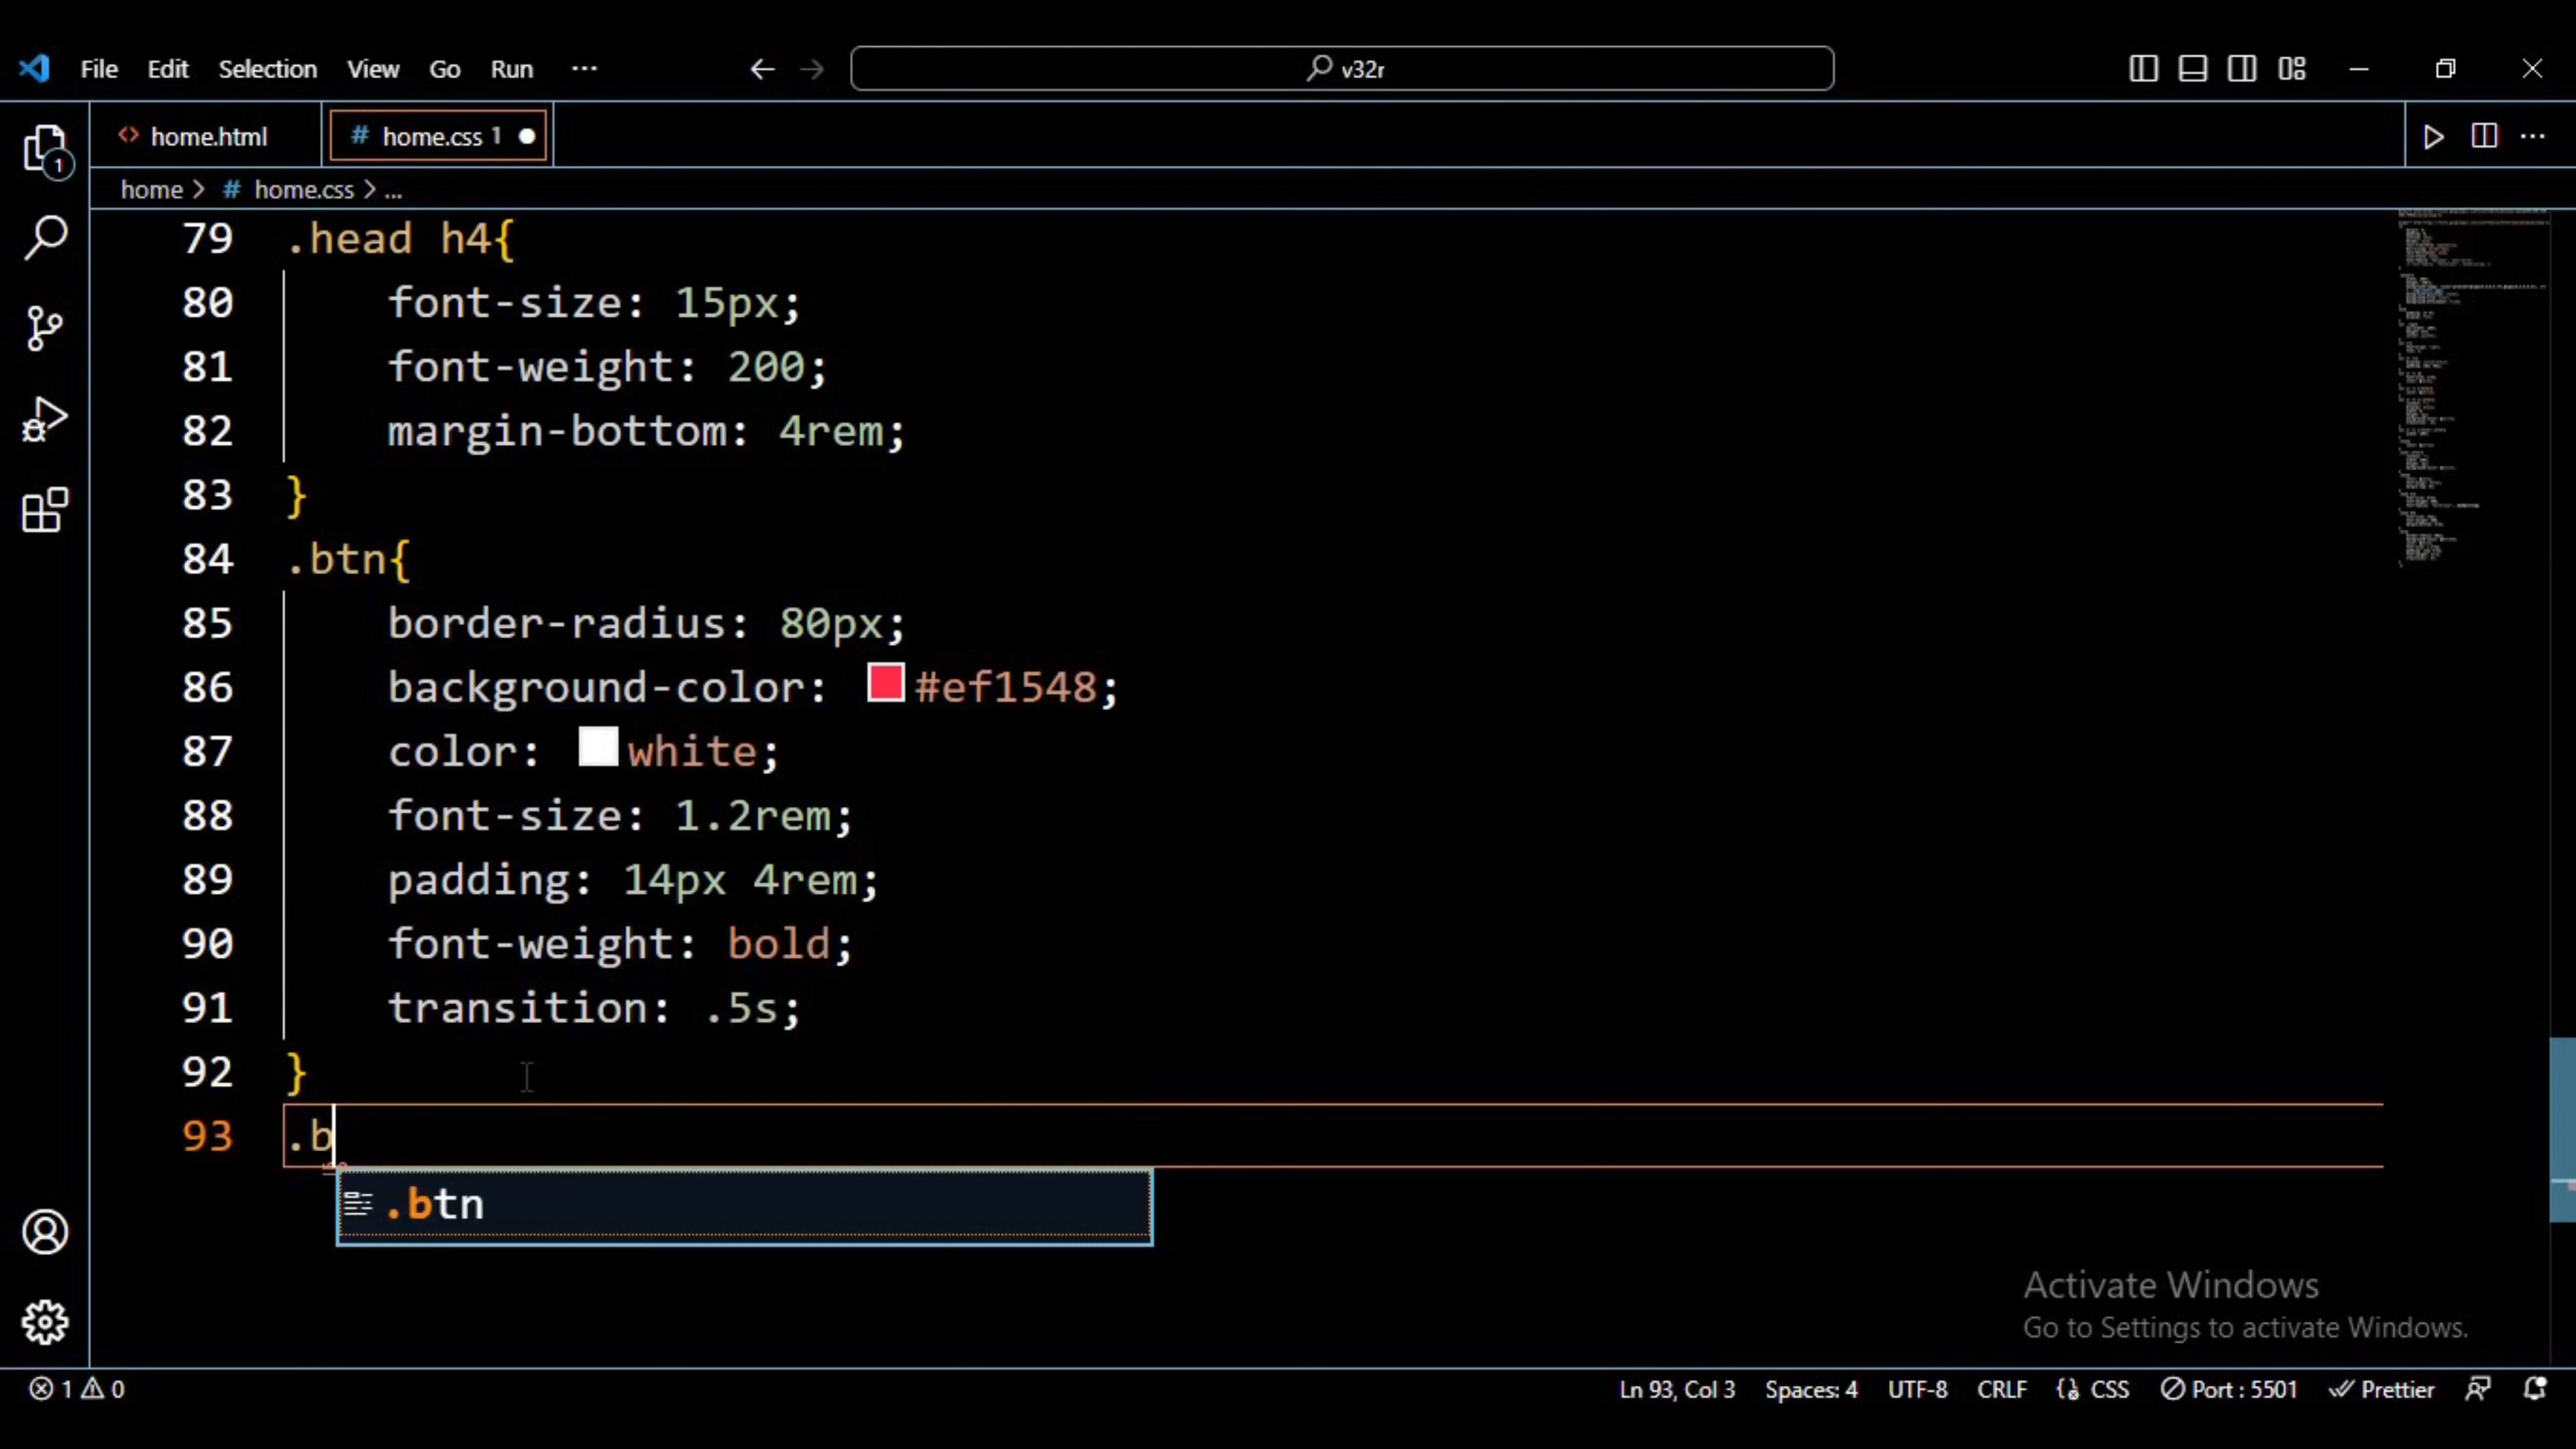 File Edit Selection View Go Run ···
v32r
home.html
# home.css 1
home > # home.css > ...
79 .head h4{
80 font-size: 15px;
81 font-weight: 200;
82 margin-bottom: 4rem;
83 }
84 .btn{
85 border-radius: 80px;
86 background-color: #ef1548;
87 color: white;
88 font-size: 1.2rem;
89 padding: 14px 4rem;
90 font-weight: bold;
91 transition: .5s;
92 }
93 .b
.btn
1
Activate Windows
Go to Settings to activate Windows.
1 0
Ln 93, Col 3 Spaces: 4 UTF-8 CRLF CSS Port : 5501 Prettier